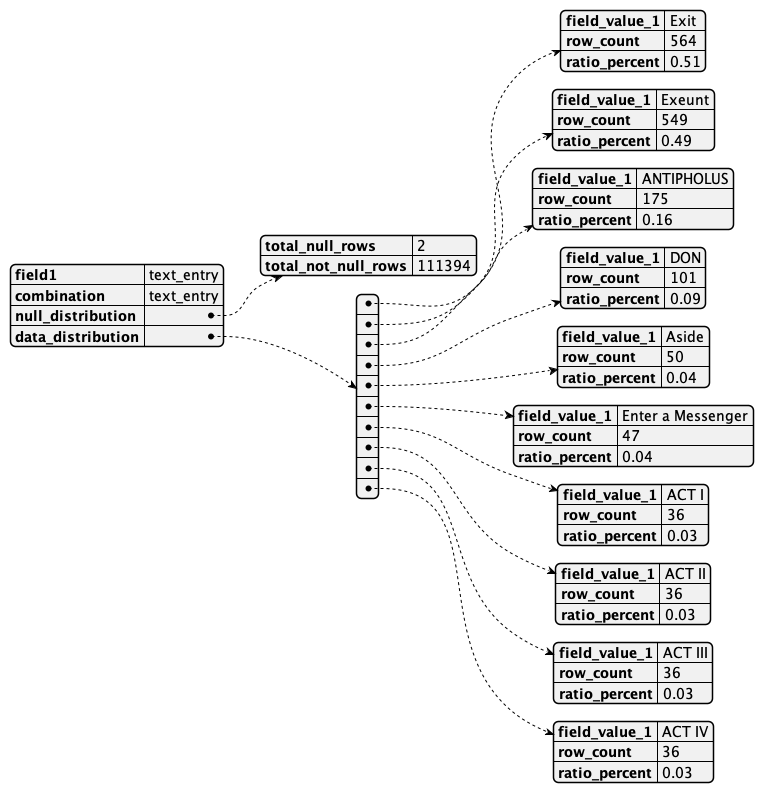 field1 text_entry
combination text_entry
null_distribution
data_distribution
total_null_rows 2
total_not_null_rows 111394
field_value_1 Exit
row_count 564
ratio_percent 0.51
field_value_1 Exeunt
row_count 549
ratio_percent 0.49
field_value_1 ANTIPHOLUS
row_count 175
ratio_percent 0.16
field_value_1 DON
row_count 101
ratio_percent 0.09
field_value_1 Aside
row_count 50
ratio_percent 0.04
field_value_1 Enter a Messenger
row_count 47
ratio_percent 0.04
field_value_1 ACT I
row_count 36
ratio_percent 0.03
field_value_1 ACT II
row_count 36
ratio_percent 0.03
field_value_1 ACT III
row_count 36
ratio_percent 0.03
field_value_1 ACT IV
row_count 36
ratio_percent 0.03